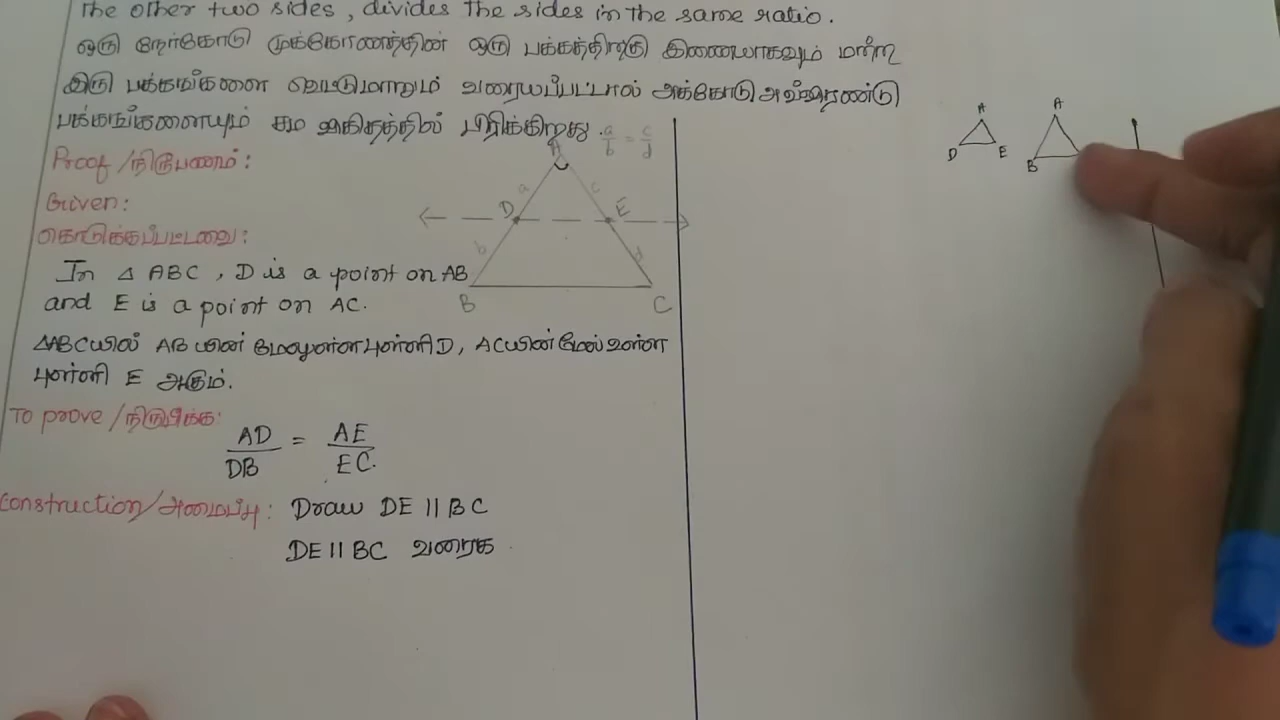 The other two sides, divides the sides in the same ratio.
ஒரு நேர்கோடு முக்கோணத்தின் ஒரு பக்கத்திற்கு இணையாகவும் மற்ற
இரு பக்கங்களை வெட்டுமாறும் வரையப்பட்டால் அக்கோடு அவ்விரண்டு
பக்கங்களையும் சம விகிதத்தில் பிரிக்கிறது.
a/b = c/d
Proof/நிரூபணம்:
Given:
கொடுக்கப்பட்டவை:
In △ ABC, D is a point on AB
and E is a point on AC.
△ABCயில் AB யின் மேலுள்ள புள்ளி D, ACயின் மேல் உள்ள
புள்ளி E ஆகும்.
To prove/நிரூபிக்க:
AD/DB = AE/EC.
Construction/அமைப்பு: Draw DE || BC
DE || BC வரைக
A
a
c
D
E
b
d
B
C
A
D
E
A
B